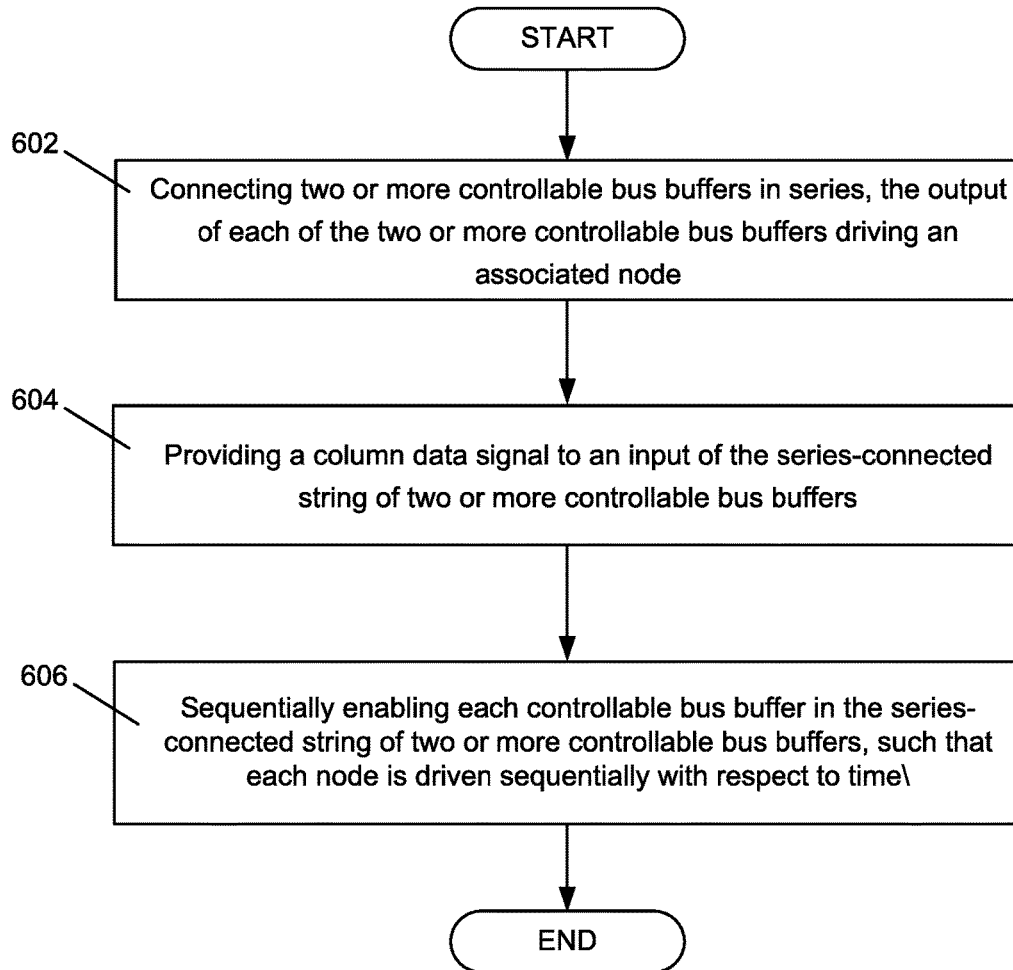 START
602
Connecting two or more controllable bus buffers in series, the output
of each of the two or more controllable bus buffers driving an
associated node
604
Providing a column data signal to an input of the series-connected
string of two or more controllable bus buffers
606
Sequentially enabling each controllable bus buffer in the series-
connected string of two or more controllable bus buffers, such that
each node is driven sequentially with respect to time\
END